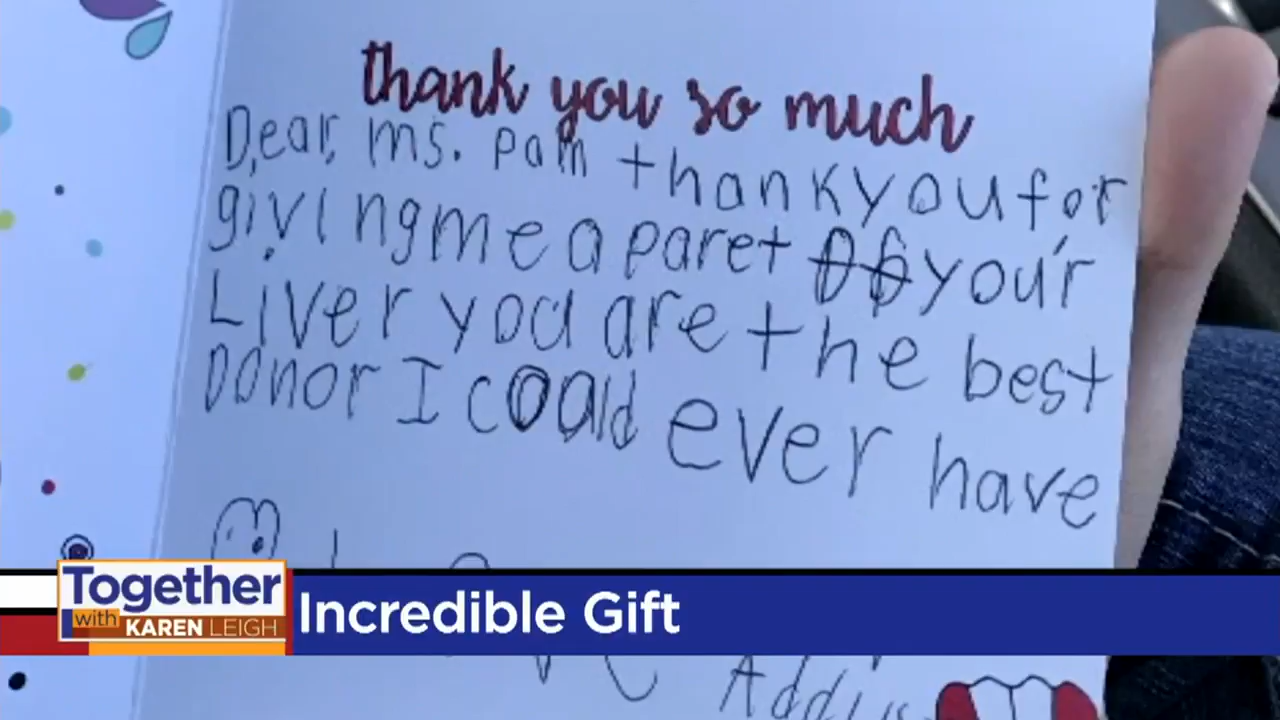 thank you so much
Dear, Ms. Pam thank you for
giving me a paret of your
Liver you are the best
Donor I could ever have
Together
with KAREN LEIGH
Incredible Gift